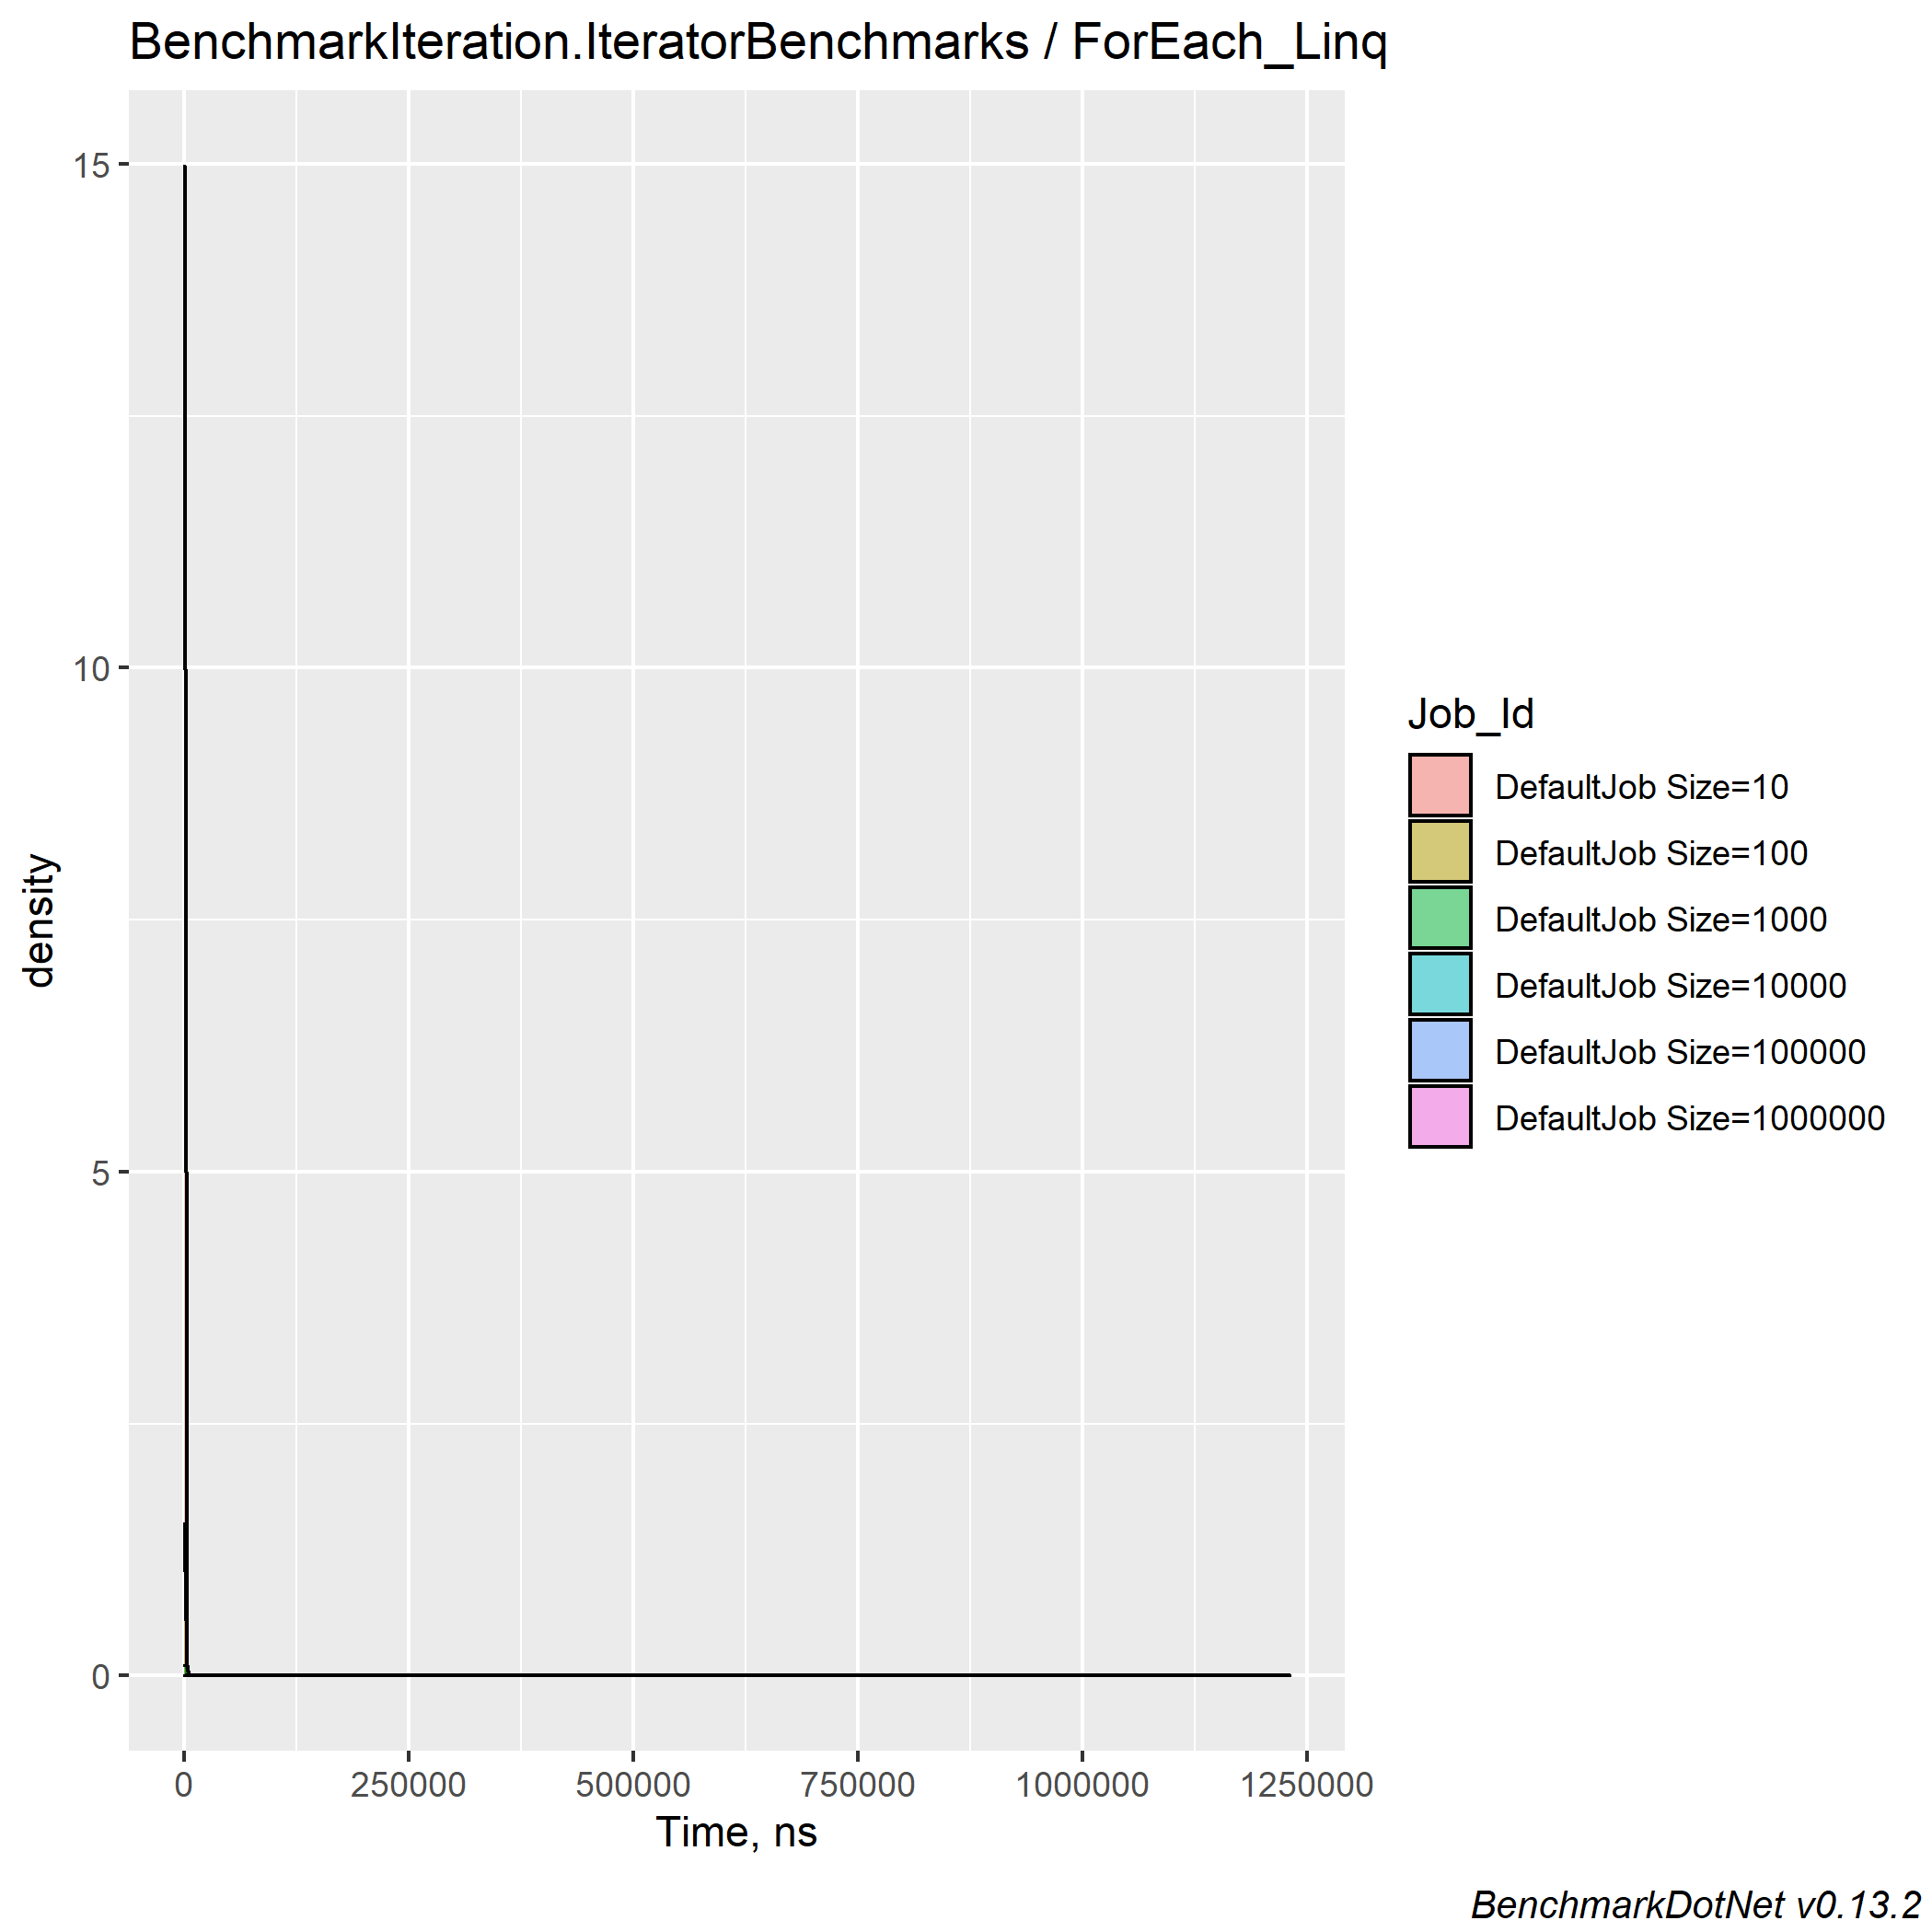 BenchmarkIteration.IteratorBenchmarks / ForEach_Linq
15
10
5
0
density
0 250000 500000 750000 1000000 1250000
Time, ns
Job_Id
DefaultJob Size=10
DefaultJob Size=100
DefaultJob Size=1000
DefaultJob Size=10000
DefaultJob Size=100000
DefaultJob Size=1000000
BenchmarkDotNet v0.13.2